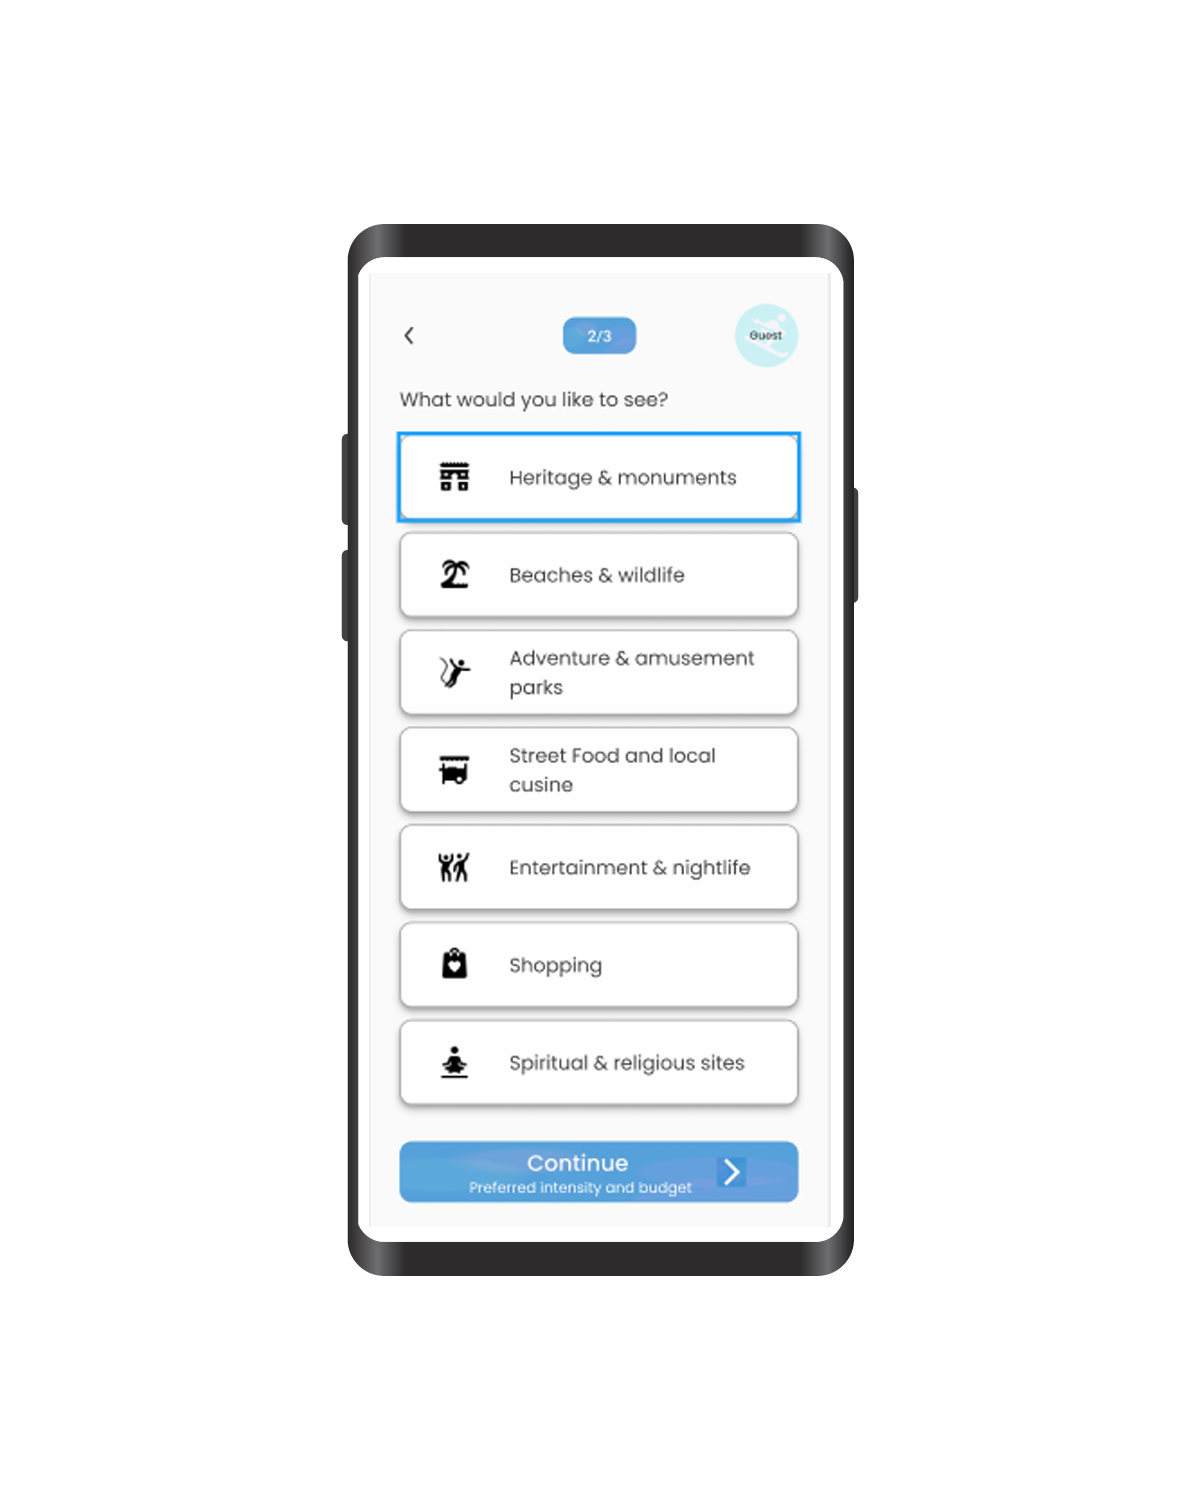 2/3
Guest
What would you like to see?
Heritage & monuments
Beaches & wildlife
Adventure & amusement
parks
Street Food and local
cusine
Entertainment & nightlife
Shopping
Spiritual & religious sites
Continue
Preferred intensity and budget